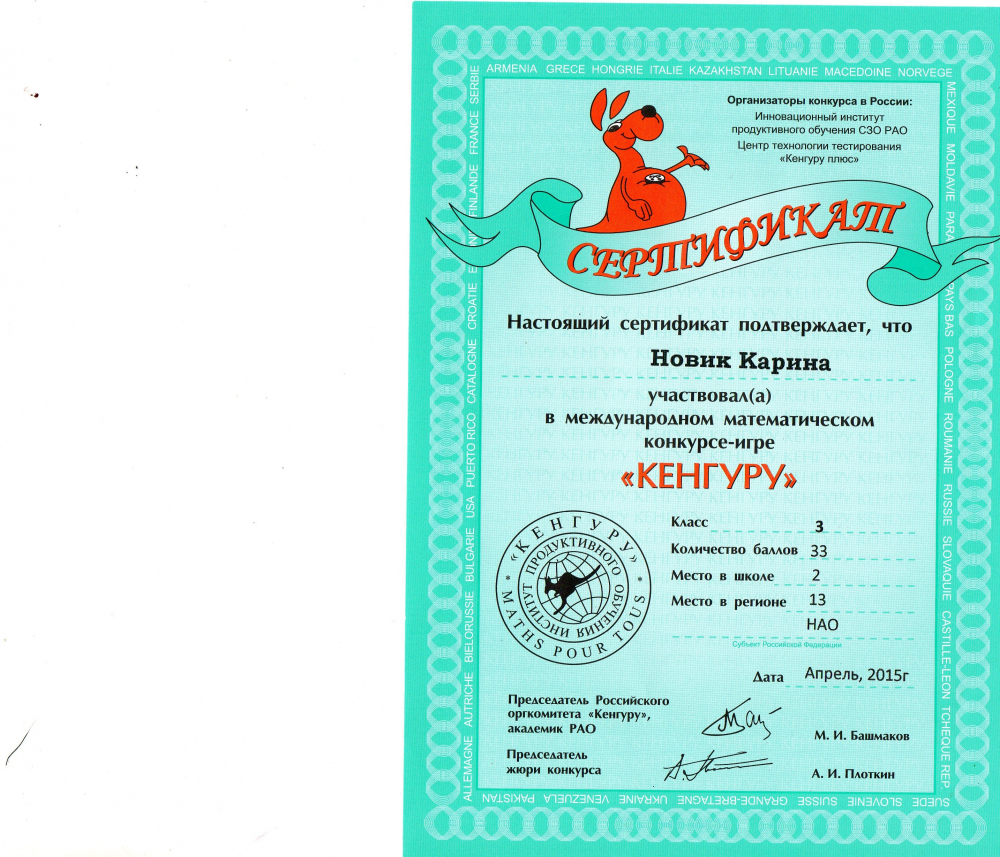 ARMENIA GRECE HONGRIE ITALIE KAZAKHSTAN LITUANIE MACEDOINE NORVEGE
Организаторы конкурса в России:
Инновационный институт
продуктивного обучения СЗО РАО
Центр технологии тестирования
«Кенгуру плюс»
СЕРТИФИКАТ
Настоящий сертификат подтверждает, что
Новик Карина
участвовал(а)
в международном математическом
конкурсе-игре
«КЕНГУРУ»
Класс 3
Количество баллов 33
Место в школе 2
Место в регионе 13
НАО
Субъект Российской Федерации
Дата Апрель, 2015г
«КЕНГУРУ»
ИНСТИТУТ ПРОДУКТИВНОГО ОБУЧЕНИЯ
* MATHS POUR TOUS *
Председатель Российского
оргкомитета «Кенгуру»,
академик РАО
М. И. Башмаков
Председатель
жюри конкурса
А. И. Плоткин
MEXIQUE MOLDAVIE PAYS BAS POLOGNE ROUMANIE RUSSIE SLOVAQUIE CASTILLE-LEON TCHEQUE REP.
SUEDE SLOVENIE SUISSE GRANDE-BRETAGNE UKRAINE VENEZUELA PAKISTAN
ALLEMAGNE AUTRICHE BIELORUSSIE BULGARIE USA PUERTO RICO CATALOGNE CROATIE FINLANDE FRANCE SERBIE